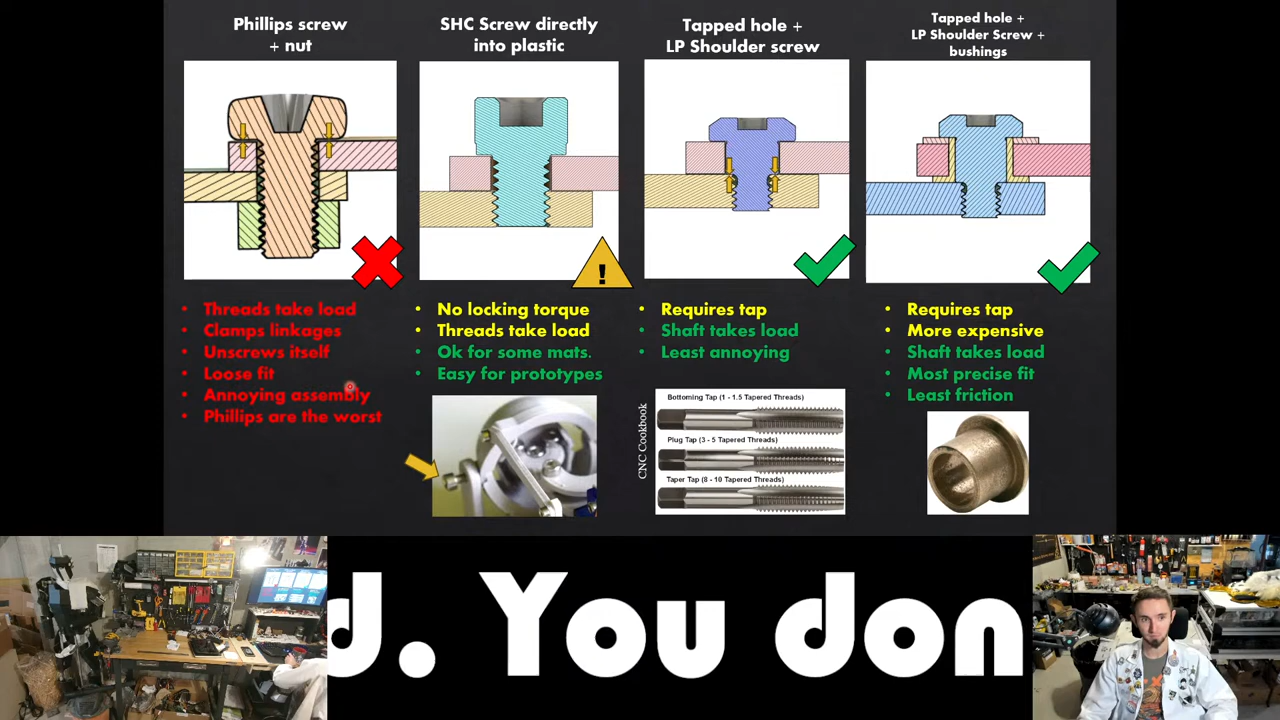 Phillips screw
+ nut
SHC Screw directly
into plastic
Tapped hole +
LP Shoulder screw
Tapped hole +
LP Shoulder Screw +
bushings
!
• Threads take load
• Clamps linkages
• Unscrews itself
• Loose fit
• Annoying assembly
• Phillips are the worst
• No locking torque
• Threads take load
• Ok for some mats.
• Easy for prototypes
• Requires tap
• Shaft takes load
• Least annoying
• Requires tap
• More expensive
• Shaft takes load
• Most precise fit
• Least friction
CNC Cookbook
Bottoming Tap (1 - 1.5 Tapered Threads)
Plug Tap (3 - 5 Tapered Threads)
Taper Tap (8 - 10 Tapered Threads)
d. You don